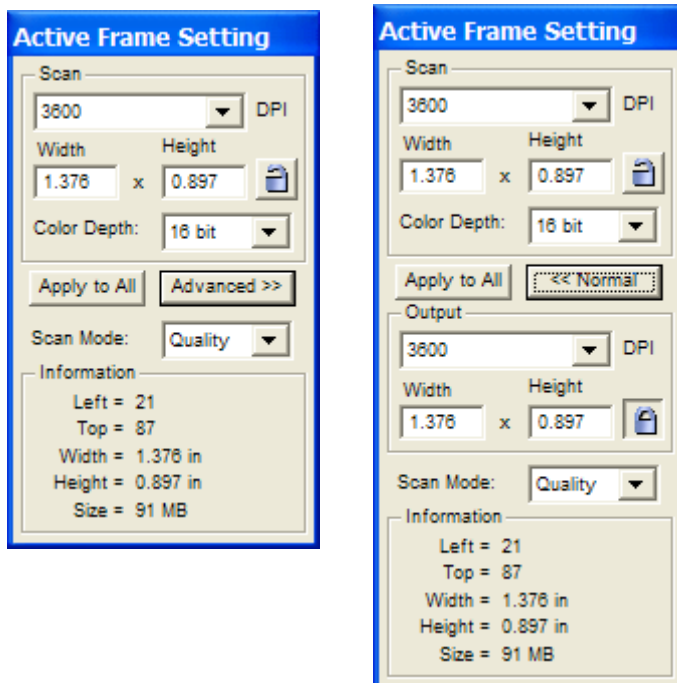 Active Frame Setting
Scan
3600 DPI
Width Height
1.376 x 0.897
Color Depth: 16 bit
Apply to All Advanced >>
Scan Mode: Quality
Information
Left = 21
Top = 87
Width = 1.376 in
Height = 0.897 in
Size = 91 MB
Active Frame Setting
Scan
3600 DPI
Width Height
1.376 x 0.897
Color Depth: 16 bit
Apply to All << Normal
Output
3600 DPI
Width Height
1.376 x 0.897
Scan Mode: Quality
Information
Left = 21
Top = 87
Width = 1.376 in
Height = 0.897 in
Size = 91 MB